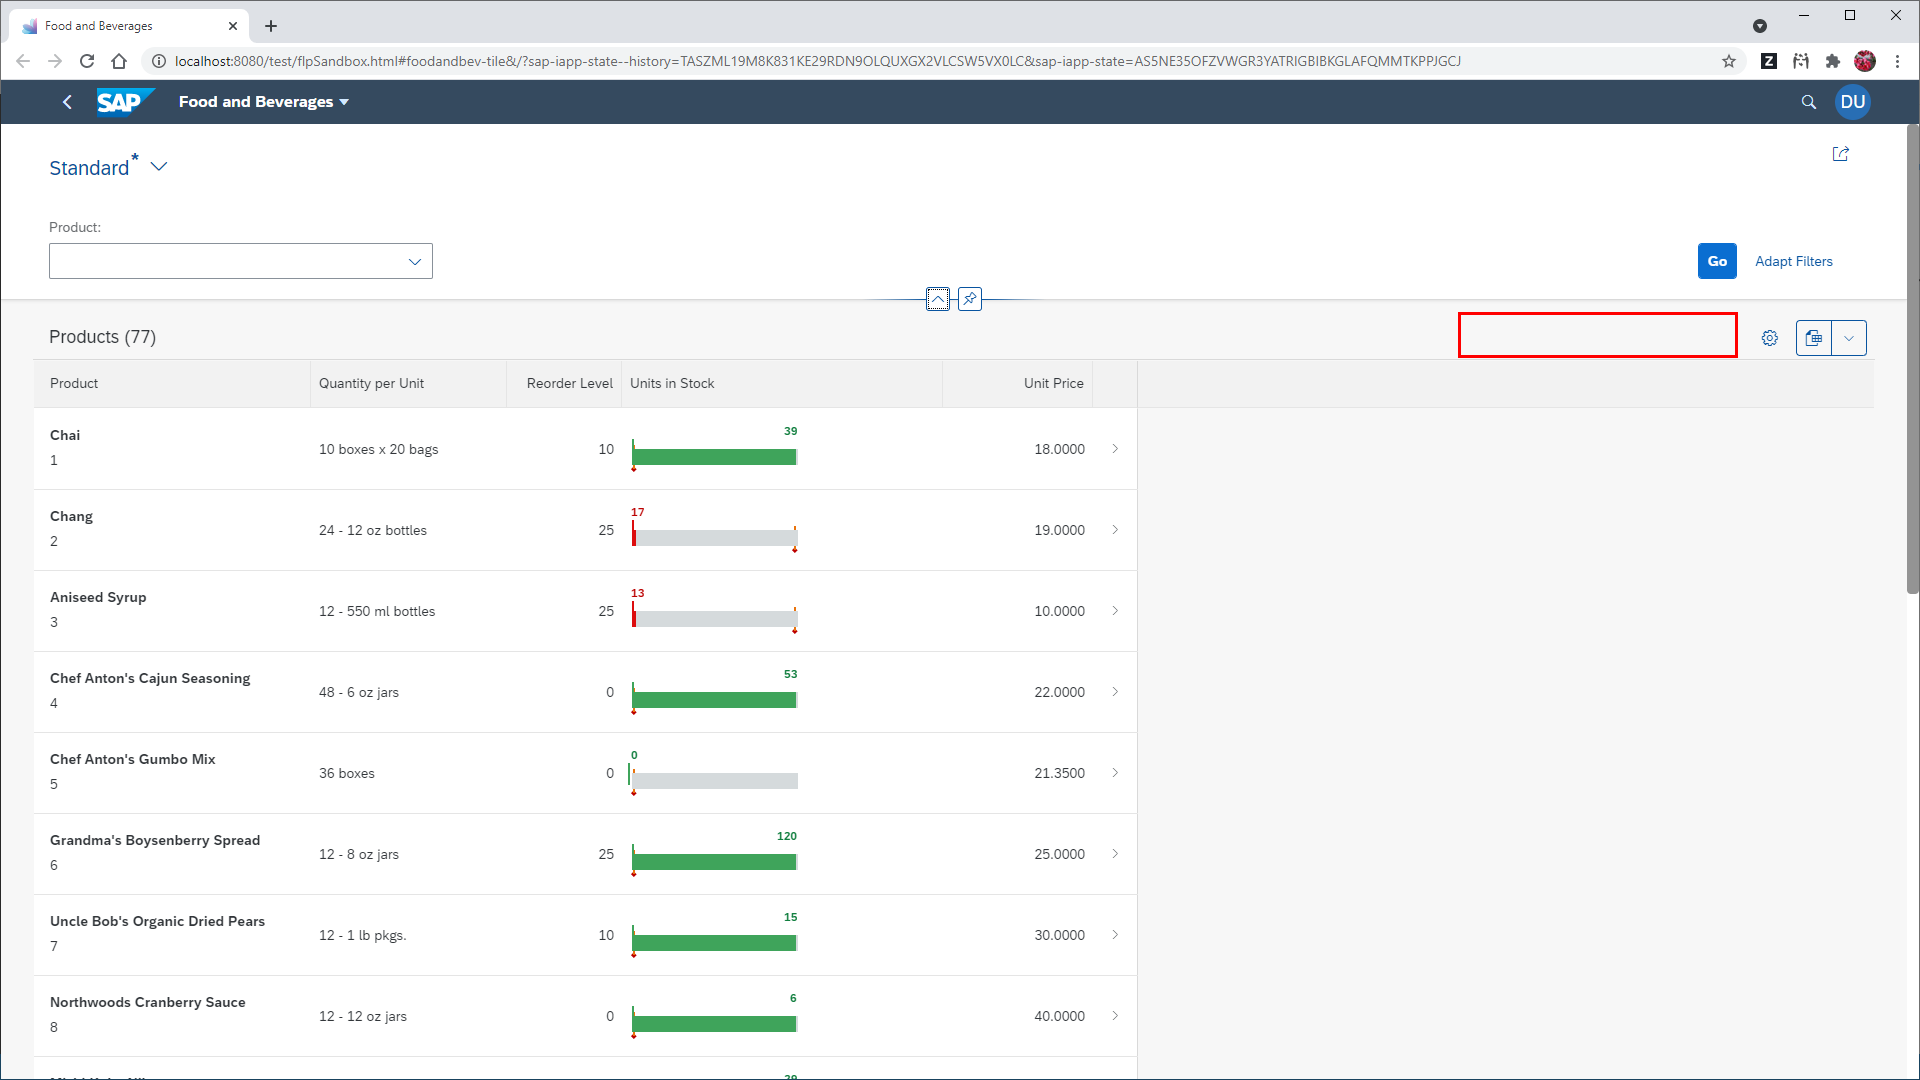 Food and Beverages
localhost:8080/test/flpSandbox.html#foodandbev-tile&/?sap-iapp-state--history=TASZML19M8K831KE29RDN9OLQUXGX2VLCSW5VX0LC&sap-iapp-state=AS5NE35OFZVWGR3YATRIGBIBKGLAFQMMTKPPJGCJ
Z
SAP Food and Beverages DU
Standard*
Product:
Go Adapt Filters
Products (77)
Product Quantity per Unit Reorder Level Units in Stock Unit Price
Chai
1
10 boxes x 20 bags 10 39 18.0000
Chang
2
24 - 12 oz bottles 25 17 19.0000
Aniseed Syrup
3
12 - 550 ml bottles 25 13 10.0000
Chef Anton's Cajun Seasoning
4
48 - 6 oz jars 0 53 22.0000
Chef Anton's Gumbo Mix
5
36 boxes 0 0 21.3500
Grandma's Boysenberry Spread
6
12 - 8 oz jars 25 120 25.0000
Uncle Bob's Organic Dried Pears
7
12 - 1 lb pkgs. 10 15 30.0000
Northwoods Cranberry Sauce
8
12 - 12 oz jars 0 6 40.0000